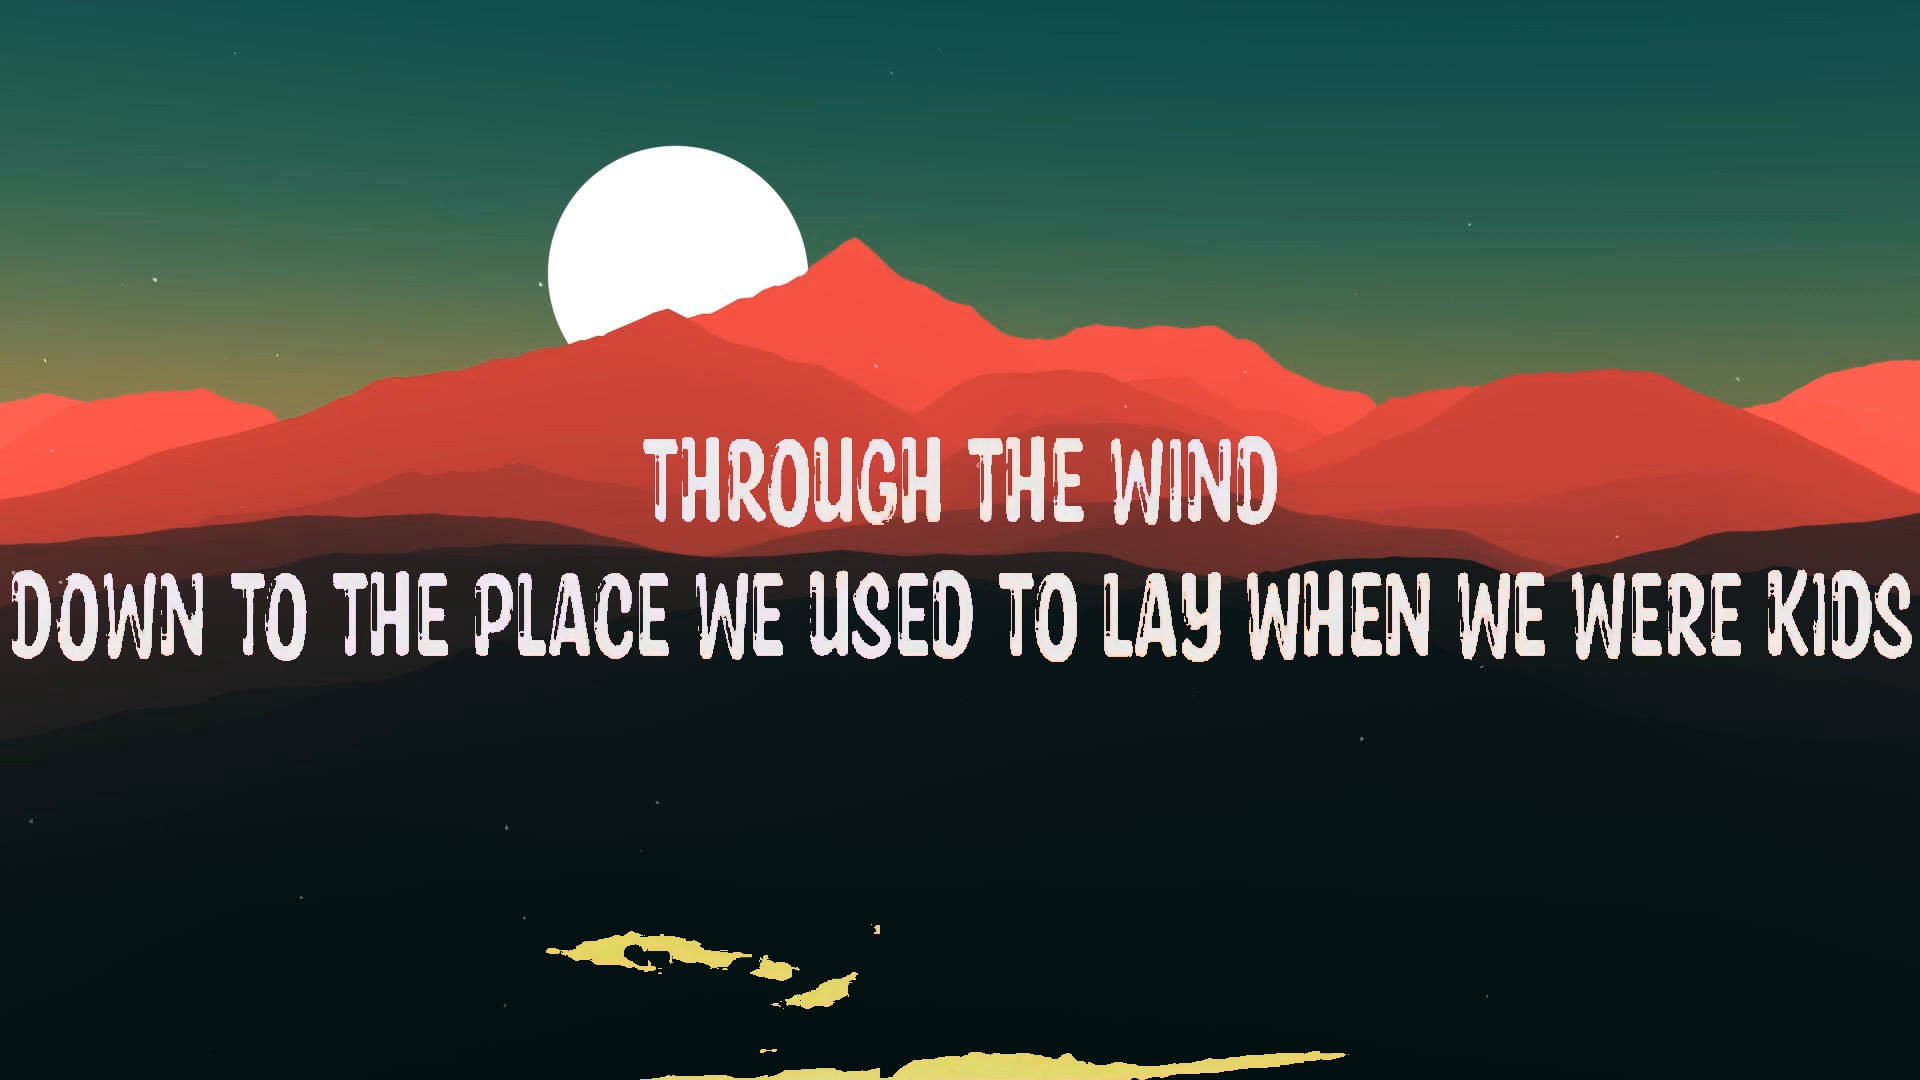 THROUGH THE WIND
DOWN TO THE PLACE WE USED TO LAY WHEN WE WERE KIDS